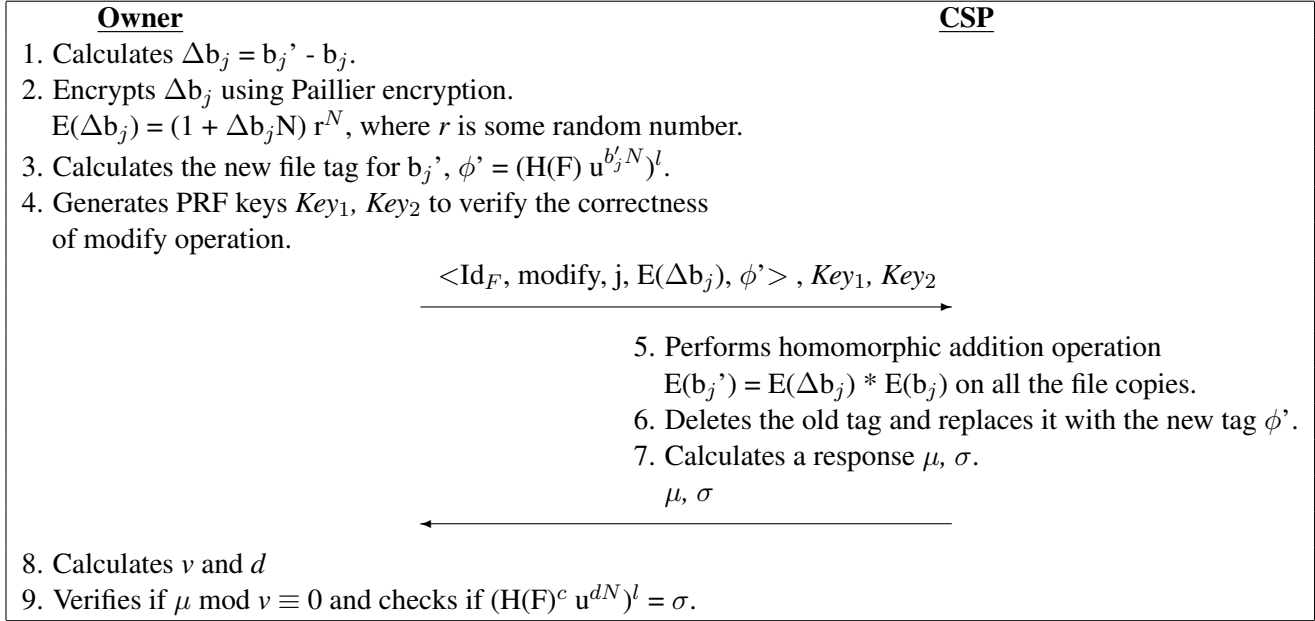 Owner CSP
1. Calculates Δb_j = b_j’ - b_j.
2. Encrypts Δb_j using Paillier encryption.
E(Δb_j) = (1 + Δb_jN) r^N, where r is some random number.
3. Calculates the new file tag for b_j’, ϕ’ = (H(F) u^{b′_jN})^l.
4. Generates PRF keys Key_1, Key_2 to verify the correctness
of modify operation.
<Id_F, modify, j, E(Δb_j), ϕ’> , Key_1, Key_2
5. Performs homomorphic addition operation
E(b_j’) = E(Δb_j) * E(b_j) on all the file copies.
6. Deletes the old tag and replaces it with the new tag ϕ’.
7. Calculates a response μ, σ.
μ, σ
8. Calculates v and d
9. Verifies if μ mod v ≡ 0 and checks if (H(F)^c u^{dN})^l = σ.